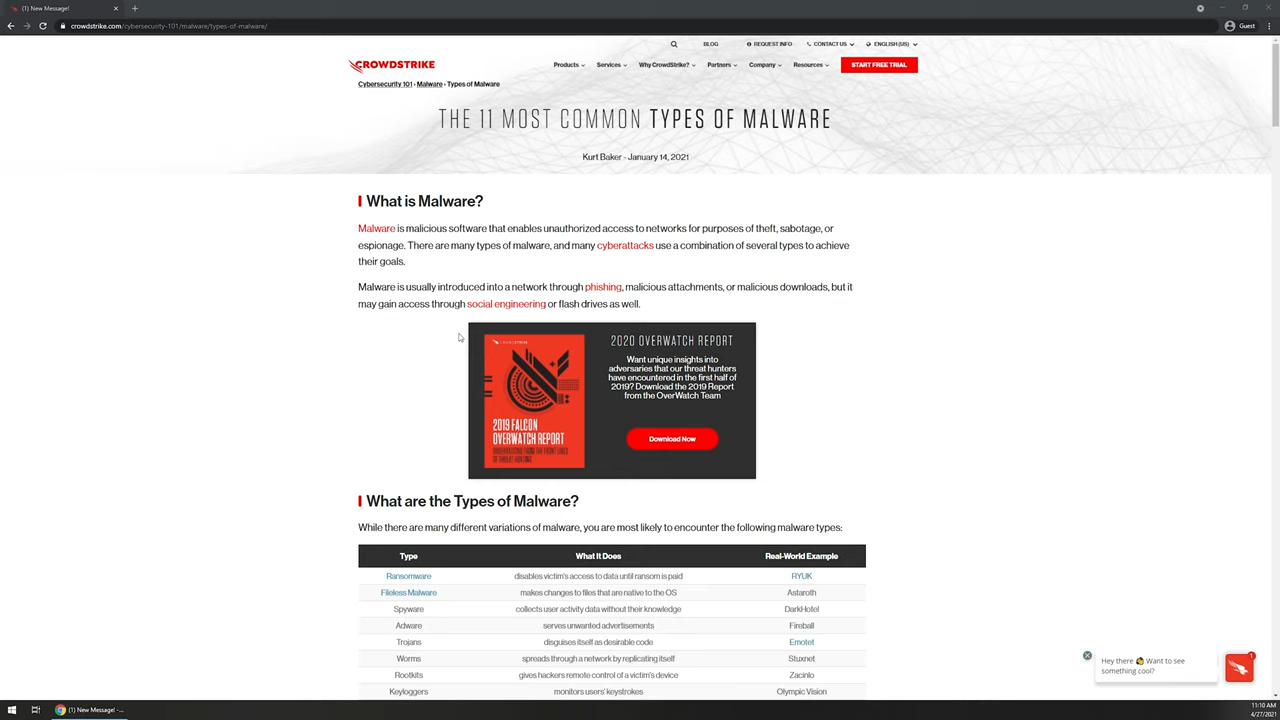 (1) New Message!
crowdstrike.com/cybersecurity-101/malware/types-of-malware/
Guest
BLOG REQUEST INFO CONTACT US ENGLISH (US)
CROWDSTRIKE
Products Services Why CrowdStrike? Partners Company Resources START FREE TRIAL
Cybersecurity 101 › Malware › Types of Malware
THE 11 MOST COMMON TYPES OF MALWARE
Kurt Baker - January 14, 2021
What is Malware?
Malware is malicious software that enables unauthorized access to networks for purposes of theft, sabotage, or
espionage. There are many types of malware, and many cyberattacks use a combination of several types to achieve
their goals.
Malware is usually introduced into a network through phishing, malicious attachments, or malicious downloads, but it
may gain access through social engineering or flash drives as well.
CROWDSTRIKE
2019 FALCON
OVERWATCH REPORT
OBSERVATIONS FROM THE FRONT LINES
OF THREAT HUNTING
2020 OVERWATCH REPORT
Want unique insights into
adversaries that our threat hunters
have encountered in the first half of
2019? Download the 2019 Report
from the OverWatch Team
Download Now
What are the Types of Malware?
While there are many different variations of malware, you are most likely to encounter the following malware types:
Type What It Does Real-World Example
Ransomware disables victim's access to data until ransom is paid RYUK
Fileless Malware makes changes to files that are native to the OS Astaroth
Spyware collects user activity data without their knowledge DarkHotel
Adware serves unwanted advertisements Fireball
Trojans disguises itself as desirable code Emotet
Worms spreads through a network by replicating itself Stuxnet
Rootkits gives hackers remote control of a victim's device Zacinlo
Keyloggers monitors users' keystrokes Olympic Vision
Hey there Want to see
something cool?
1
(1) New Message! -...
11:10 AM
4/27/2021